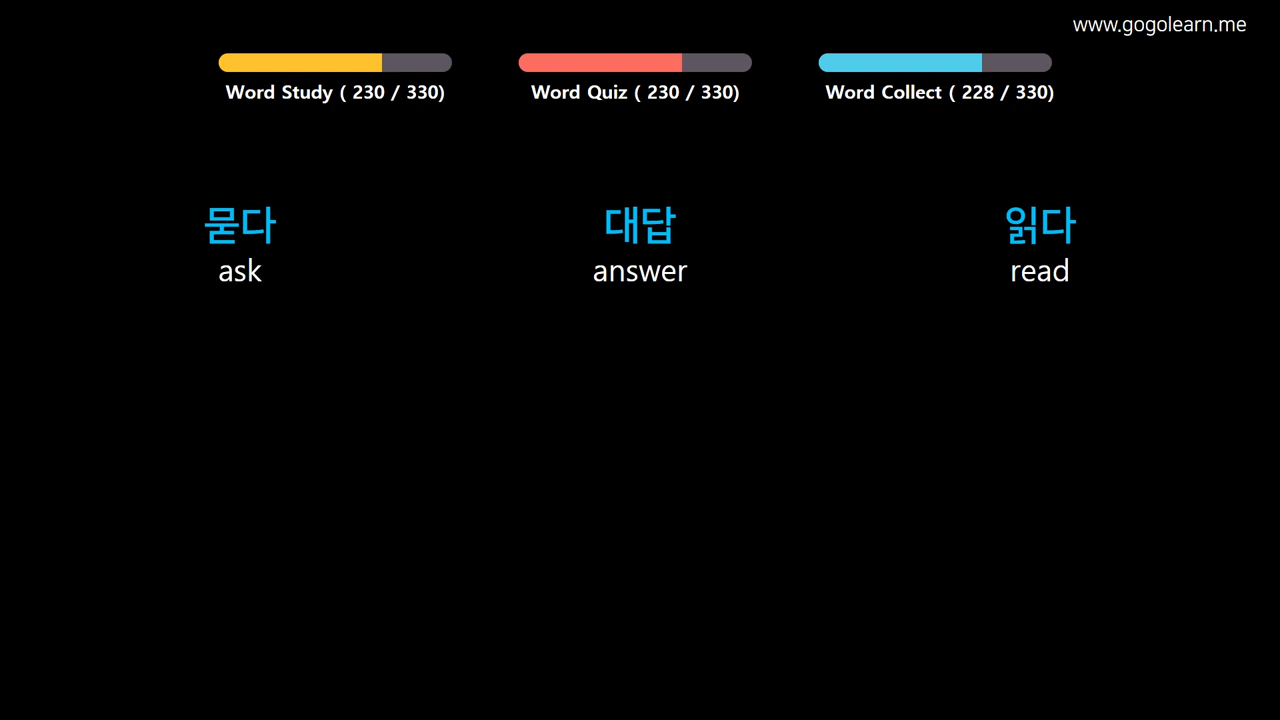 www.gogolearn.me
Word Study ( 230 / 330)
Word Quiz ( 230 / 330)
Word Collect ( 228 / 330)
묻다
ask
대답
answer
읽다
read